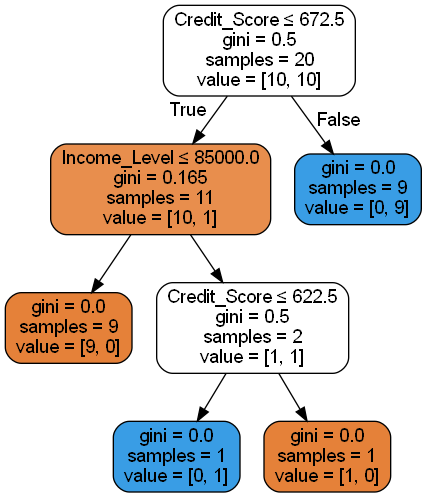 Credit_Score ≤ 672.5
gini = 0.5
samples = 20
value = [10, 10]
True
False
Income_Level ≤ 85000.0
gini = 0.165
samples = 11
value = [10, 1]
gini = 0.0
samples = 9
value = [0, 9]
gini = 0.0
samples = 9
value = [9, 0]
Credit_Score ≤ 622.5
gini = 0.5
samples = 2
value = [1, 1]
gini = 0.0
samples = 1
value = [0, 1]
gini = 0.0
samples = 1
value = [1, 0]